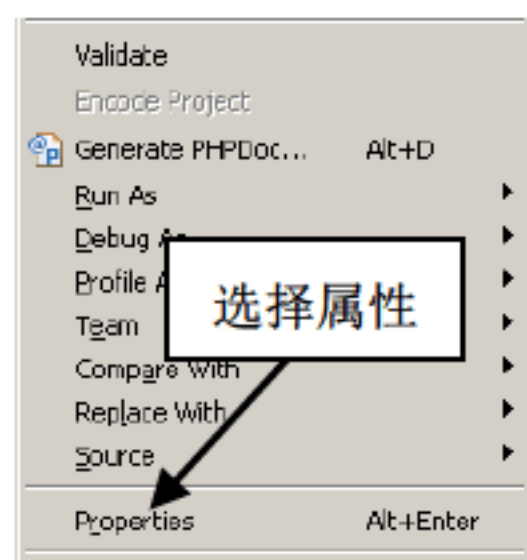 Validate
Encode Project
Generate PHPDoc... Alt+D
Run As
Debug As
Profile A
选择属性
Team
Compare With
Replace With
Source
Properties Alt+Enter